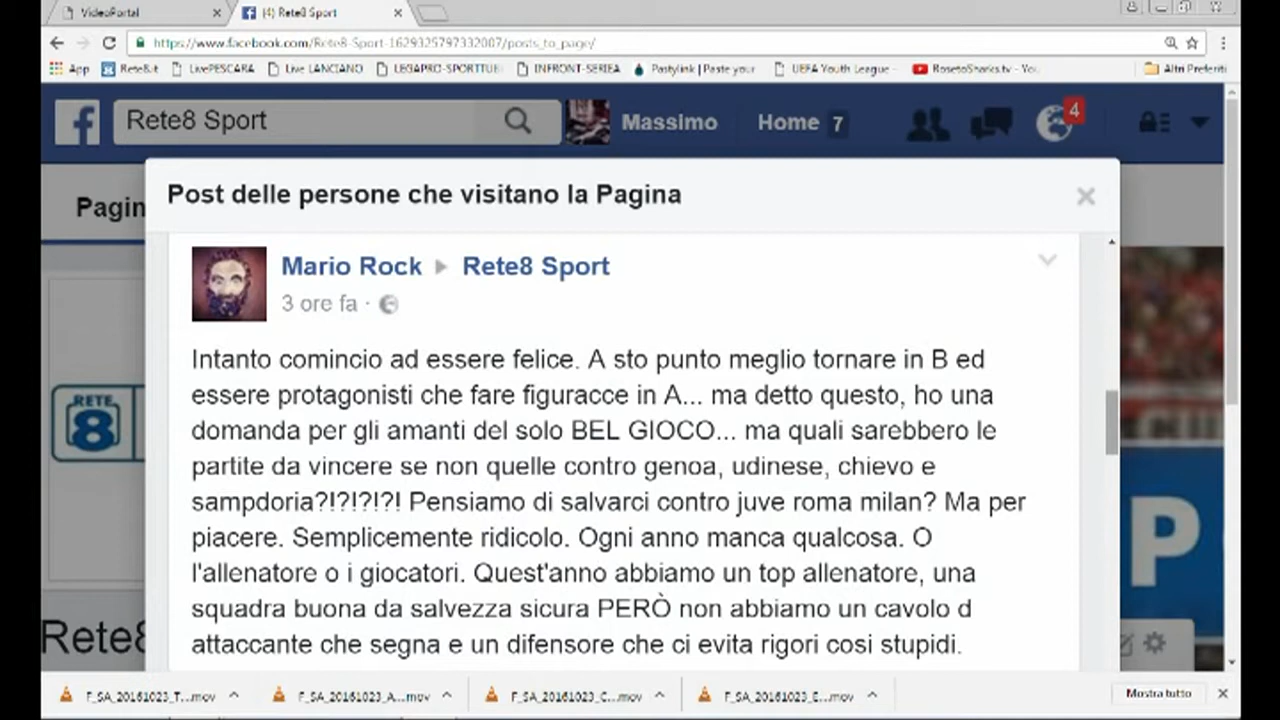 VideoPortal
(4) Rete8 Sport
https://www.facebook.com/Rete8-Sport-1629325797332007/posts_to_page/
App Rete8.it LivePESCARA Live LANCIANO LEGAPRO-SPORTTUBE INFRONT-SERIEA Pastylink | Paste your UEFA Youth League - RosetoSharks.tv - You Altri Preferiti
Rete8 Sport
Massimo Home 7 4
Pagin
Post delle persone che visitano la Pagina
Mario Rock Rete8 Sport
3 ore fa ·
RETE 8
Intanto comincio ad essere felice. A sto punto meglio tornare in B ed
essere protagonisti che fare figuracce in A... ma detto questo, ho una
domanda per gli amanti del solo BEL GIOCO... ma quali sarebbero le
partite da vincere se non quelle contro genoa, udinese, chievo e
sampdoria?!?!?!?! Pensiamo di salvarci contro juve roma milan? Ma per
piacere. Semplicemente ridicolo. Ogni anno manca qualcosa. O
l'allenatore o i giocatori. Quest'anno abbiamo un top allenatore, una
squadra buona da salvezza sicura PERÒ non abbiamo un cavolo d
attaccante che segna e un difensore che ci evita rigori cosi stupidi.
P
Rete8
F_SA_20161023_T....mov F_SA_20161023_A....mov F_SA_20161023_C....mov F_SA_20161023_E....mov Mostra tutto